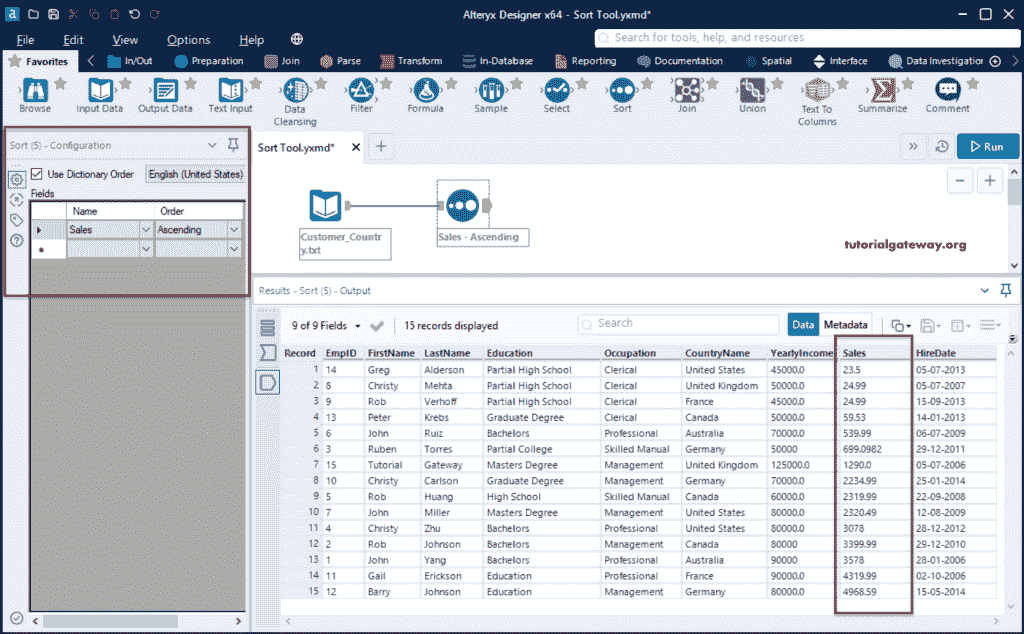 Alteryx Designer x64 - Sort Tool.yxmd*
File Edit View Options Help
Search for tools, help, and resources
Favorites In/Out Preparation Join Parse Transform In-Database Reporting Documentation Spatial Interface Data Investigation
Browse Input Data Output Data Text Input Data Cleansing Filter Formula Sample Select Sort Join Union Text To Columns Summarize Comment
Sort (5) - Configuration
Use Dictionary Order English (United States)
Fields
Name Order
Sales Ascending
Sort Tool.yxmd*
Run
Customer_Countr
y.txt
Sales - Ascending
tutorialgateway.org
Results - Sort (5) - Output
9 of 9 Fields 15 records displayed Search Data Metadata
Record EmpID FirstName LastName Education Occupation CountryName YearlyIncome Sales HireDate
1 14 Greg Alderson Partial High School Clerical United States 45000.0 23.5 05-07-2013
2 8 Christy Mehta Partial High School Clerical United Kingdom 50000.0 24.99 05-07-2007
3 9 Rob Verhoff Partial High School Clerical France 45000.0 24.99 15-09-2013
4 13 Peter Krebs Graduate Degree Clerical Canada 50000.0 59.53 14-01-2013
5 6 John Ruiz Bachelors Professional Australia 70000.0 539.99 06-07-2009
6 3 Ruben Torres Partial College Skilled Manual Germany 50000 699.0982 29-12-2011
7 15 Tutorial Gateway Masters Degree Management United Kingdom 125000.0 1290.0 05-07-2006
8 10 Christy Carlson Graduate Degree Management Germany 70000.0 2234.99 25-01-2014
9 5 Rob Huang High School Skilled Manual Canada 60000.0 2319.99 22-09-2008
10 7 John Miller Masters Degree Management United States 80000.0 2320.49 12-08-2009
11 4 Christy Zhu Bachelors Professional United States 80000.0 3078 28-12-2012
12 2 Rob Johnson Bachelors Management Canada 80000 3399.99 29-12-2010
13 1 John Yang Bachelors Professional Australia 90000 3578 28-01-2006
14 11 Gail Erickson Education Professional France 90000.0 4319.99 02-10-2006
15 12 Barry Johnson Education Management Germany 80000.0 4968.59 15-05-2014